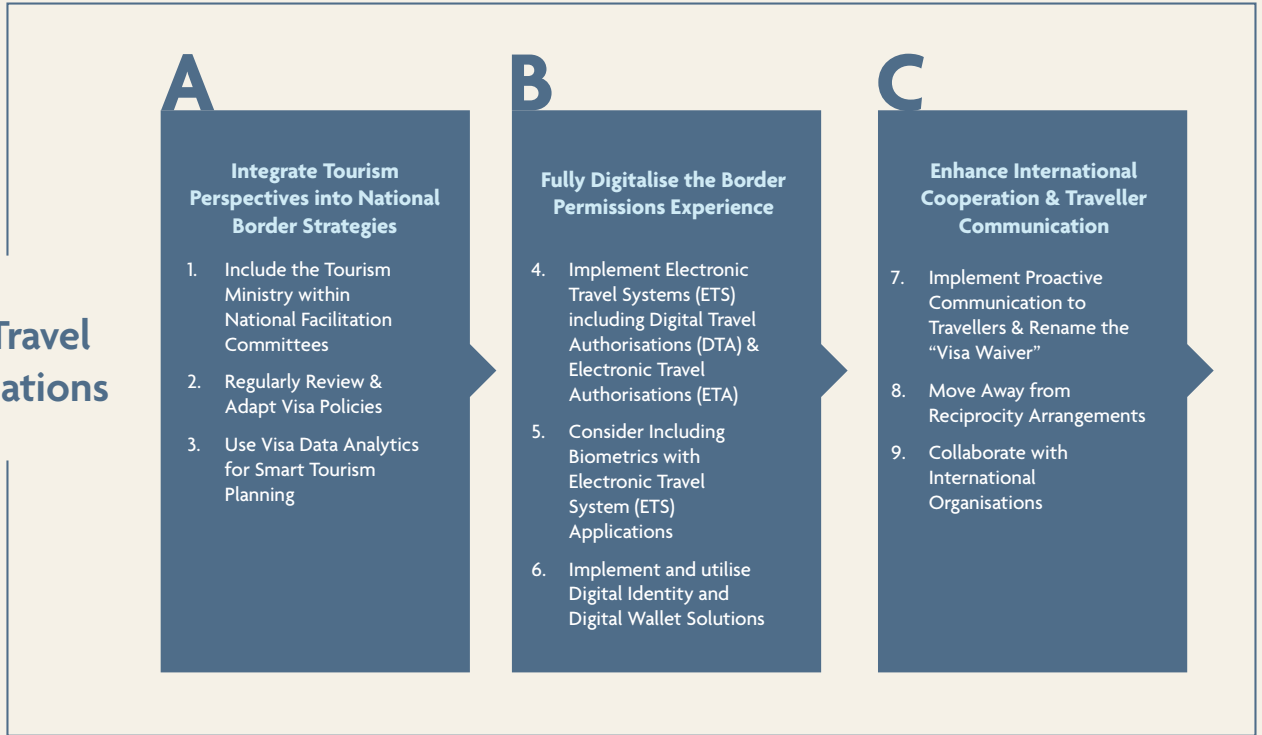 Travel
ations
A
Integrate Tourism
Perspectives into National
Border Strategies
1. Include the Tourism
Ministry within
National Facilitation
Committees
2. Regularly Review &
Adapt Visa Policies
3. Use Visa Data Analytics
for Smart Tourism
Planning
B
Fully Digitalise the Border
Permissions Experience
4. Implement Electronic
Travel Systems (ETS)
including Digital Travel
Authorisations (DTA) &
Electronic Travel
Authorisations (ETA)
5. Consider Including
Biometrics with
Electronic Travel
System (ETS)
Applications
6. Implement and utilise
Digital Identity and
Digital Wallet Solutions
C
Enhance International
Cooperation & Traveller
Communication
7. Implement Proactive
Communication to
Travellers & Rename the
“Visa Waiver”
8. Move Away from
Reciprocity Arrangements
9. Collaborate with
International
Organisations